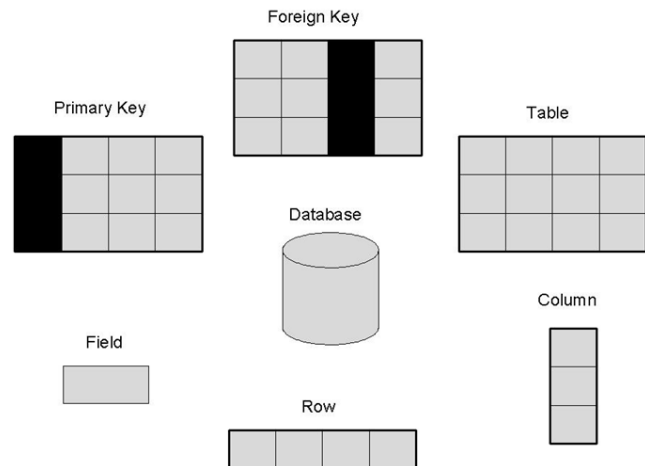 Foreign Key
Primary Key
Table
Database
Column
Field
Row